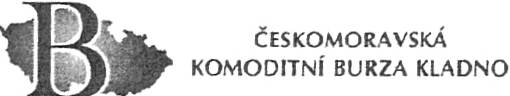 B
ČESKOMORAVSKÁ
KOMODITNÍ BURZA KLADNO